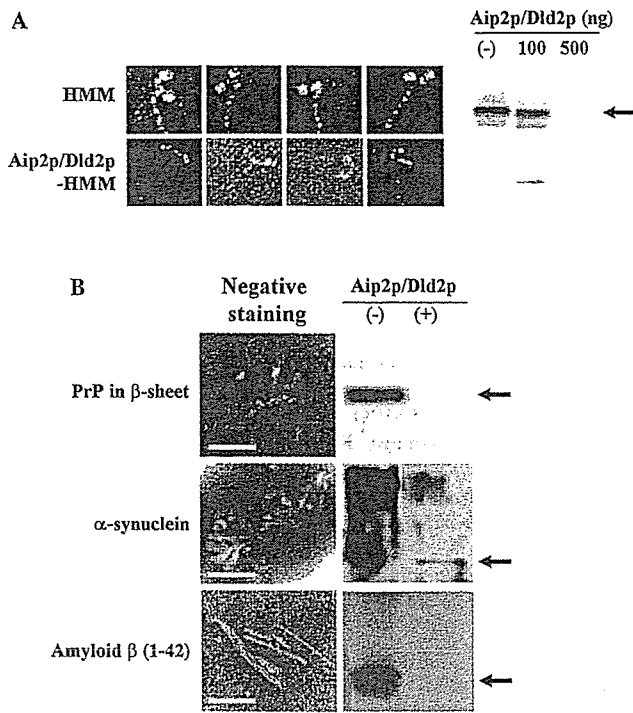 A
Aip2p/Dld2p (ng)
(-) 100 500
HMM
Aip2p/Dld2p
-HMM
B
Negative
staining
Aip2p/Dld2p
(-) (+)
PrP in β-sheet
α-synuclein
Amyloid β (1-42)